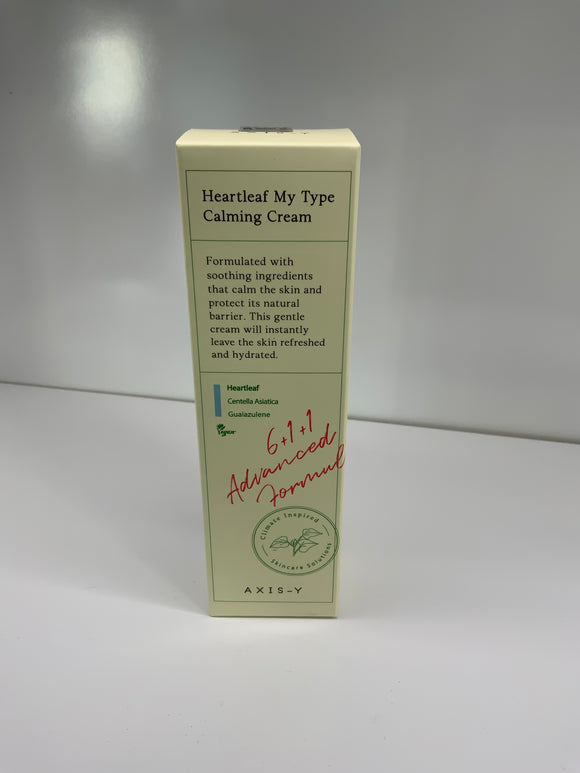 Heartleaf My Type
Calming Cream
Formulated with
soothing ingredients
that calm the skin and
protect its natural
barrier. This gentle
cream will instantly
leave the skin refreshed
and hydrated.
Heartleaf
Centella Asiatica
Guaiazulene
Vegan
6+1+1
Advanced
Formul
Climate Inspired
Skincare Solutions
AXIS-Y